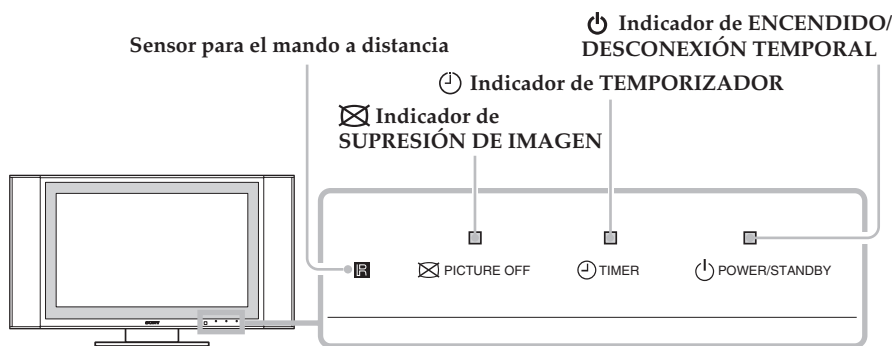 Indicador de ENCENDIDO/
DESCONEXIÓN TEMPORAL
Sensor para el mando a distancia
Indicador de TEMPORIZADOR
Indicador de
SUPRESIÓN DE IMAGEN
PICTURE OFF
TIMER
POWER/STANDBY
SONY